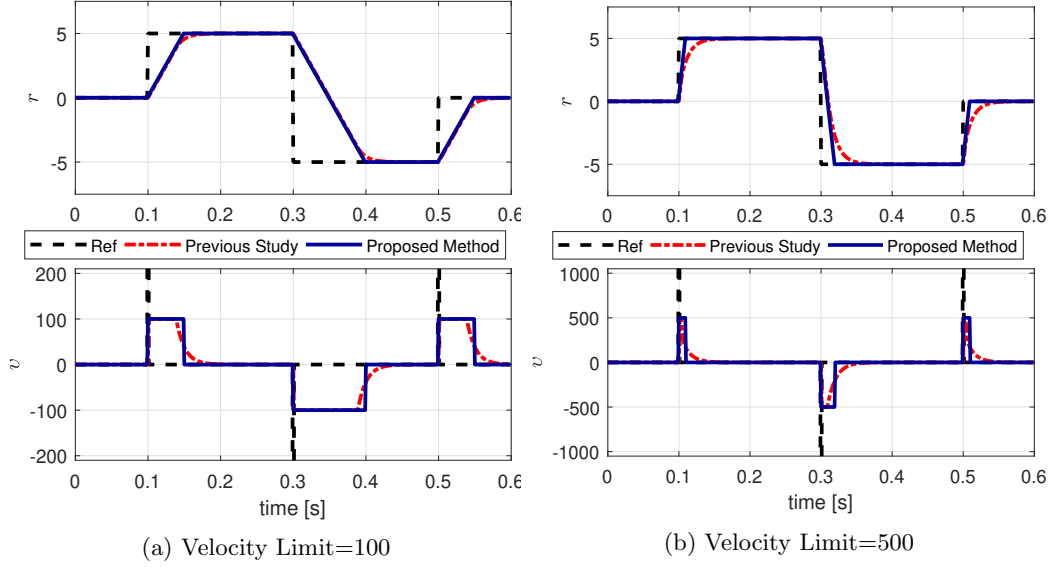 5
0
-5
r
0 0.1 0.2 0.3 0.4 0.5 0.6
Ref Previous Study Proposed Method
200
100
0
-100
-200
v
0 0.1 0.2 0.3 0.4 0.5 0.6
time [s]
(a) Velocity Limit=100
5
0
-5
r
0 0.1 0.2 0.3 0.4 0.5 0.6
Ref Previous Study Proposed Method
1000
500
0
-500
-1000
v
0 0.1 0.2 0.3 0.4 0.5 0.6
time [s]
(b) Velocity Limit=500